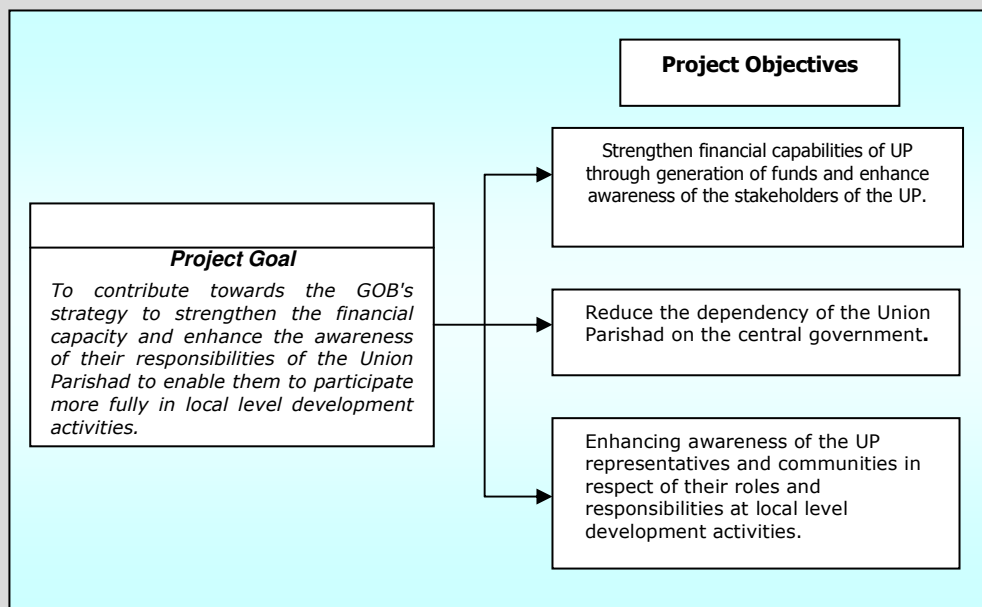 Project Objectives
Strengthen financial capabilities of UP
through generation of funds and enhance
awareness of the stakeholders of the UP.
Project Goal
To contribute towards the GOB's
strategy to strengthen the financial
capacity and enhance the awareness
of their responsibilities of the Union
Parishad to enable them to participate
more fully in local level development
activities.
Reduce the dependency of the Union
Parishad on the central government.
Enhancing awareness of the UP
representatives and communities in
respect of their roles and
responsibilities at local level
development activities.